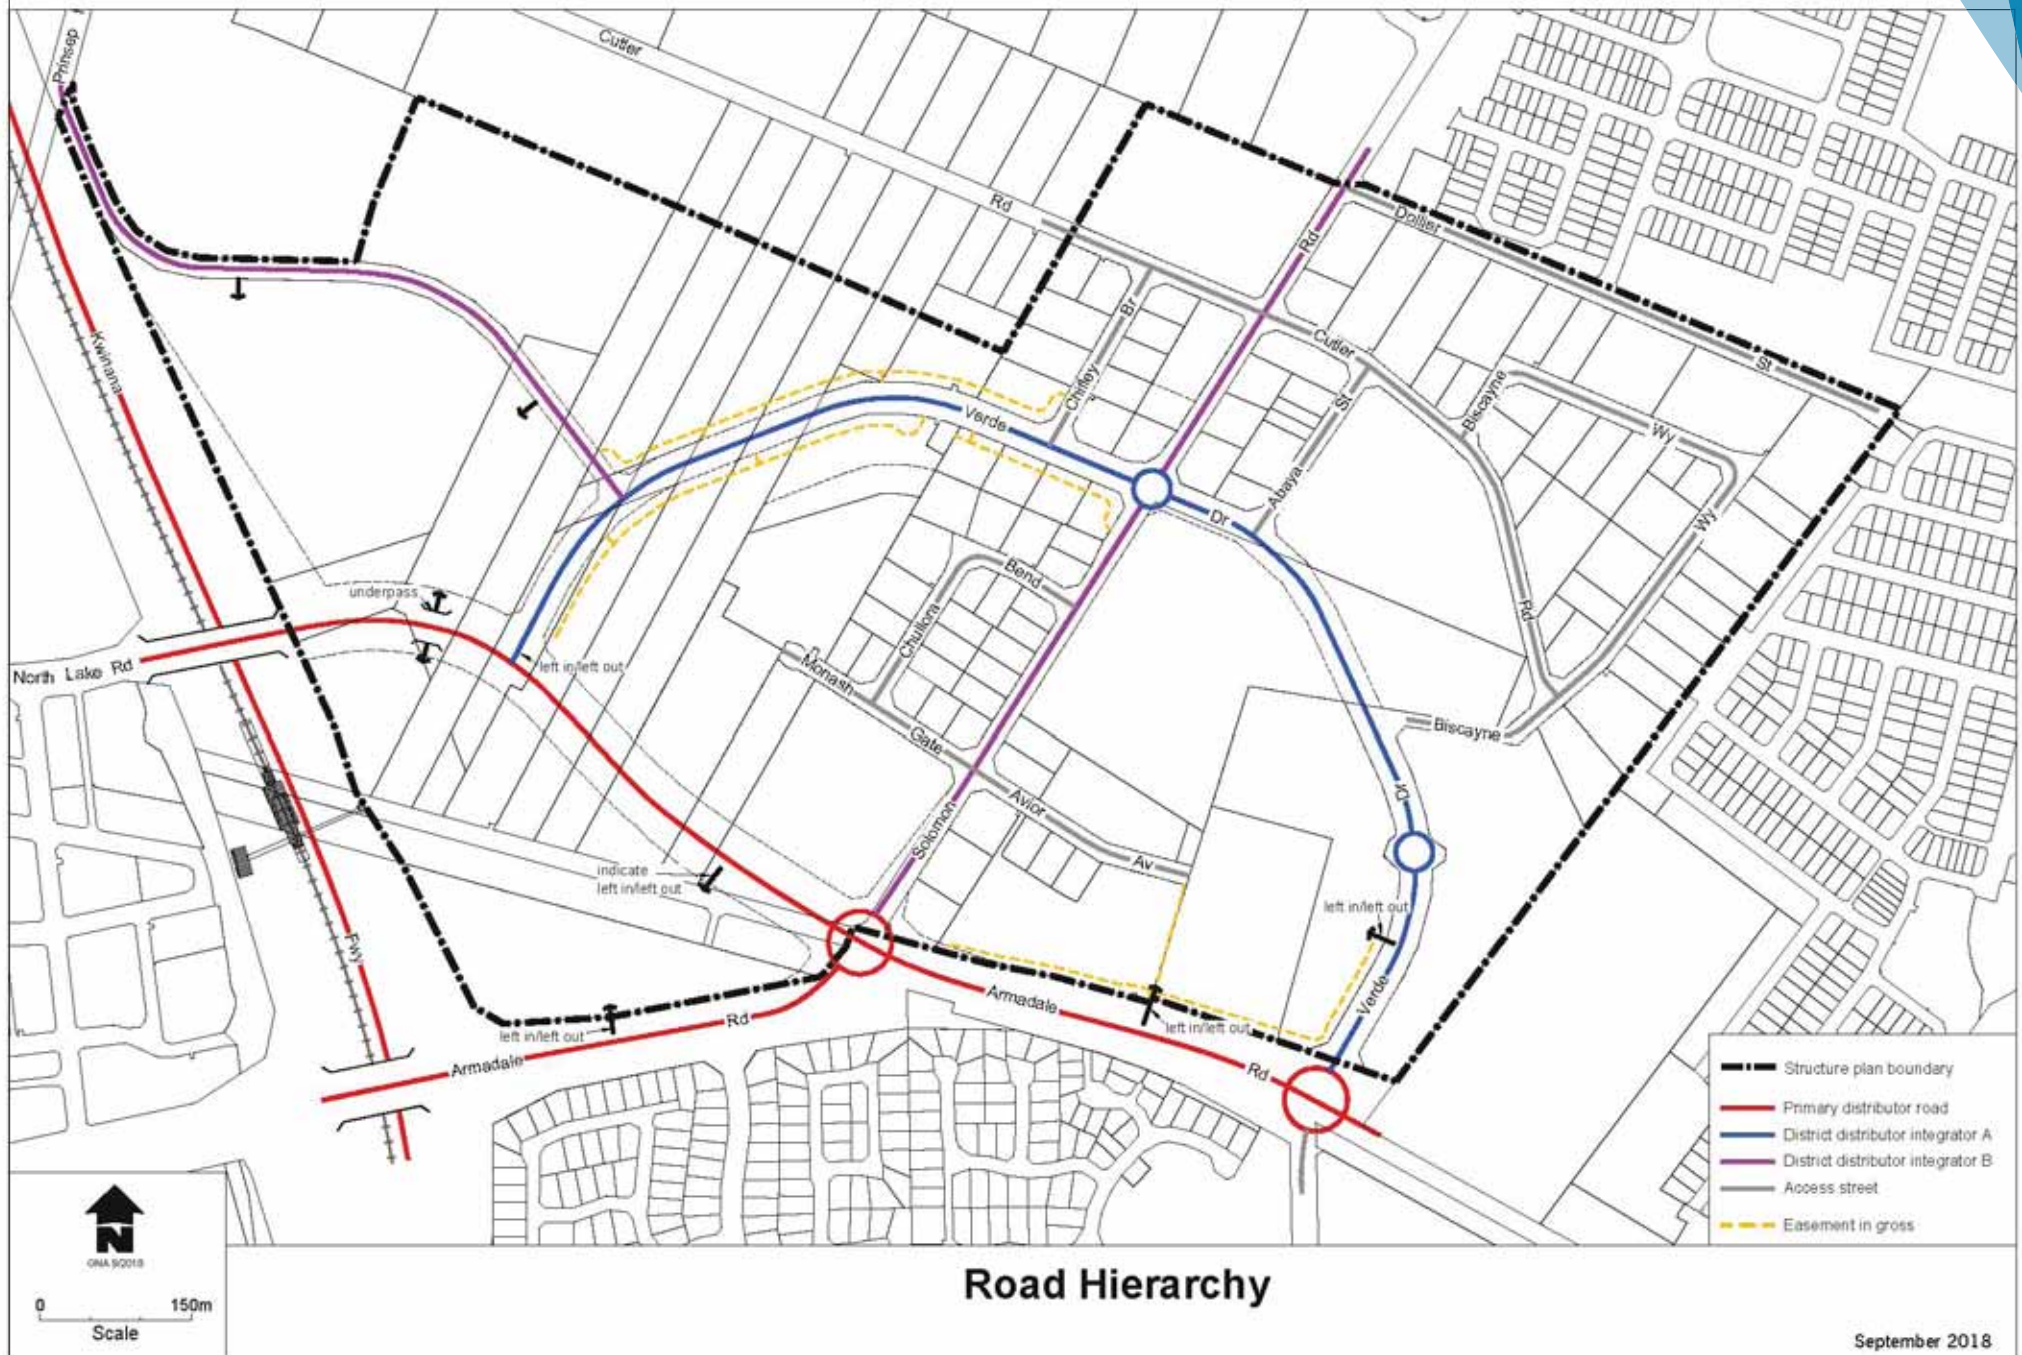 Prinsep
Cutler
Rd
Rd
Dollier
St
Kwinana
Br
Chifley
Cutler
St
Abaya
Biscayne
Wy
Wy
Verde
Dr
Rd
Bend
Chullora
underpass
left in/left out
North Lake Rd
Monash
Gate
Biscayne
Dr
Avior
Av
Solomon
indicate
left in/left out
left in/left out
Fwy
Verde
Armadale
Rd
left in/left out
left in/left out
Armadale
Rd
Structure plan boundary
Primary distributor road
District distributor integrator A
District distributor integrator B
Access street
Easement in gross
N
0 150m
Scale
Road Hierarchy
September 2018